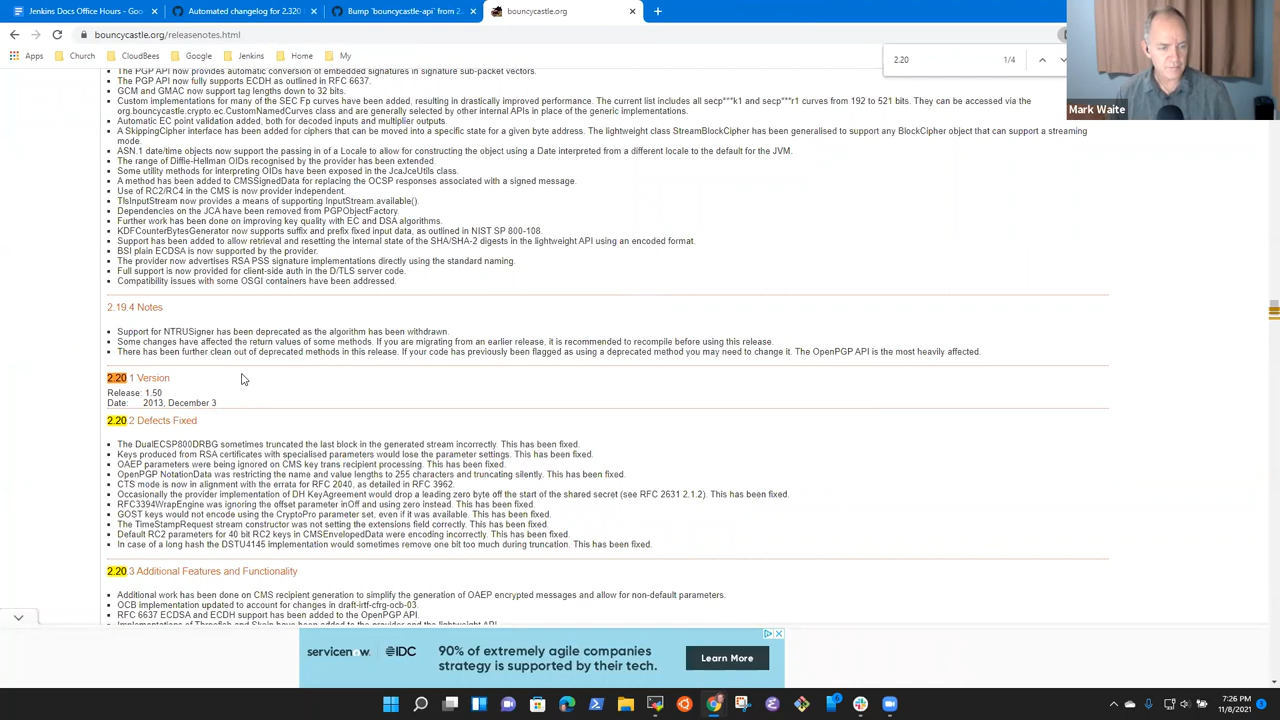 Jenkins Docs Office Hours - Goo
Automated changelog for 2.320
Bump `bouncycastle-api` from 2.
bouncycastle.org
bouncycastle.org/releasenotes.html
Apps
Church
CloudBees
Google
Jenkins
Home
My
2.20
1/4
Mark Waite
The PGP API now provides automatic conversion of embedded signatures in signature sub-packet vectors.
The PGP API now fully supports ECDH as outlined in RFC 6637.
GCM and GMAC now support tag lengths down to 32 bits.
Custom implementations for many of the SEC Fp curves have been added, resulting in drastically improved performance. The current list includes all secp***k1 and secp***r1 curves from 192 to 521 bits. They can be accessed via the
org.bouncycastle.crypto.ec.CustomNamedCurves class and are generally selected by other internal APIs in place of the generic implementations.
Automatic EC point validation added, both for decoded inputs and multiplier outputs.
A SkippingCipher interface has been added for ciphers that can be moved into a specific state for a given byte address. The lightweight class StreamBlockCipher has been generalised to support any BlockCipher object that can support a streaming
mode.
ASN.1 date/time objects now support the passing in of a Locale to allow for constructing the object using a Date interpreted from a different locale to the default for the JVM.
The range of Diffie-Hellman OIDs recognised by the provider has been extended.
Some utility methods for interpreting OIDs have been exposed in the JcaJceUtils class.
A method has been added to CMSSignedData for replacing the OCSP responses associated with a signed message.
Use of RC2/RC4 in the CMS is now provider independent.
TlsInputStream now provides a means of supporting InputStream.available().
Dependencies on the JCA have been removed from PGPObjectFactory.
Further work has been done on improving key quality with EC and DSA algorithms.
KDFCounterBytesGenerator now supports suffix and prefix fixed input data, as outlined in NIST SP 800-108.
Support has been added to allow retrieval and resetting the internal state of the SHA/SHA-2 digests in the lightweight API using an encoded format.
BSI plain ECDSA is now supported by the provider.
The provider now advertises RSA PSS signature implementations directly using the standard naming.
Full support is now provided for client-side auth in the D/TLS server code.
Compatibility issues with some OSGI containers have been addressed.
2.19.4 Notes
Support for NTRUSigner has been deprecated as the algorithm has been withdrawn.
Some changes have affected the return values of some methods. If you are migrating from an earlier release, it is recommended to recompile before using this release.
There has been further clean out of deprecated methods in this release. If your code has previously been flagged as using a deprecated method you may need to change it. The OpenPGP API is the most heavily affected.
2.20.1 Version
Release: 1.50
Date: 2013, December 3
2.20.2 Defects Fixed
The DualECSP800DRBG sometimes truncated the last block in the generated stream incorrectly. This has been fixed.
Keys produced from RSA certificates with specialised parameters would lose the parameter settings. This has been fixed.
OAEP parameters were being ignored on CMS key trans recipient processing. This has been fixed.
OpenPGP NotationData was restricting the name and value lengths to 255 characters and truncating silently. This has been fixed.
CTS mode is now in alignment with the errata for RFC 2040, as detailed in RFC 3962.
Occasionally the provider implementation of DH KeyAgreement would drop a leading zero byte off the start of the shared secret (see RFC 2631 2.1.2). This has been fixed.
RFC3394WrapEngine was ignoring the offset parameter inOff and using zero instead. This has been fixed.
GOST keys would not encode using the CryptoPro parameter set, even if it was available. This has been fixed.
The TimeStampRequest stream constructor was not setting the extensions field correctly. This has been fixed.
Default RC2 parameters for 40 bit RC2 keys in CMSEnvelopedData were encoding incorrectly. This has been fixed.
In case of a long hash the DSTU4145 implementation would sometimes remove one bit too much during truncation. This has been fixed.
2.20.3 Additional Features and Functionality
Additional work has been done on CMS recipient generation to simplify the generation of OAEP encrypted messages and allow for non-default parameters.
OCB implementation updated to account for changes in draft-irtf-cfrg-ocb-03.
RFC 6637 ECDSA and ECDH support has been added to the OpenPGP API.
Implementations of Threefish and Skein have been added to the provider and the lightweight API.
servicenow
IDC
90% of extremely agile companies
strategy is supported by their tech.
Learn More
7:26 PM
11/8/2021